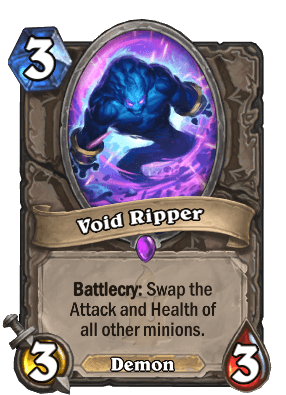 3
Void Ripper
Battlecry: Swap the
Attack and Health of
all other minions.
3
Demon
3